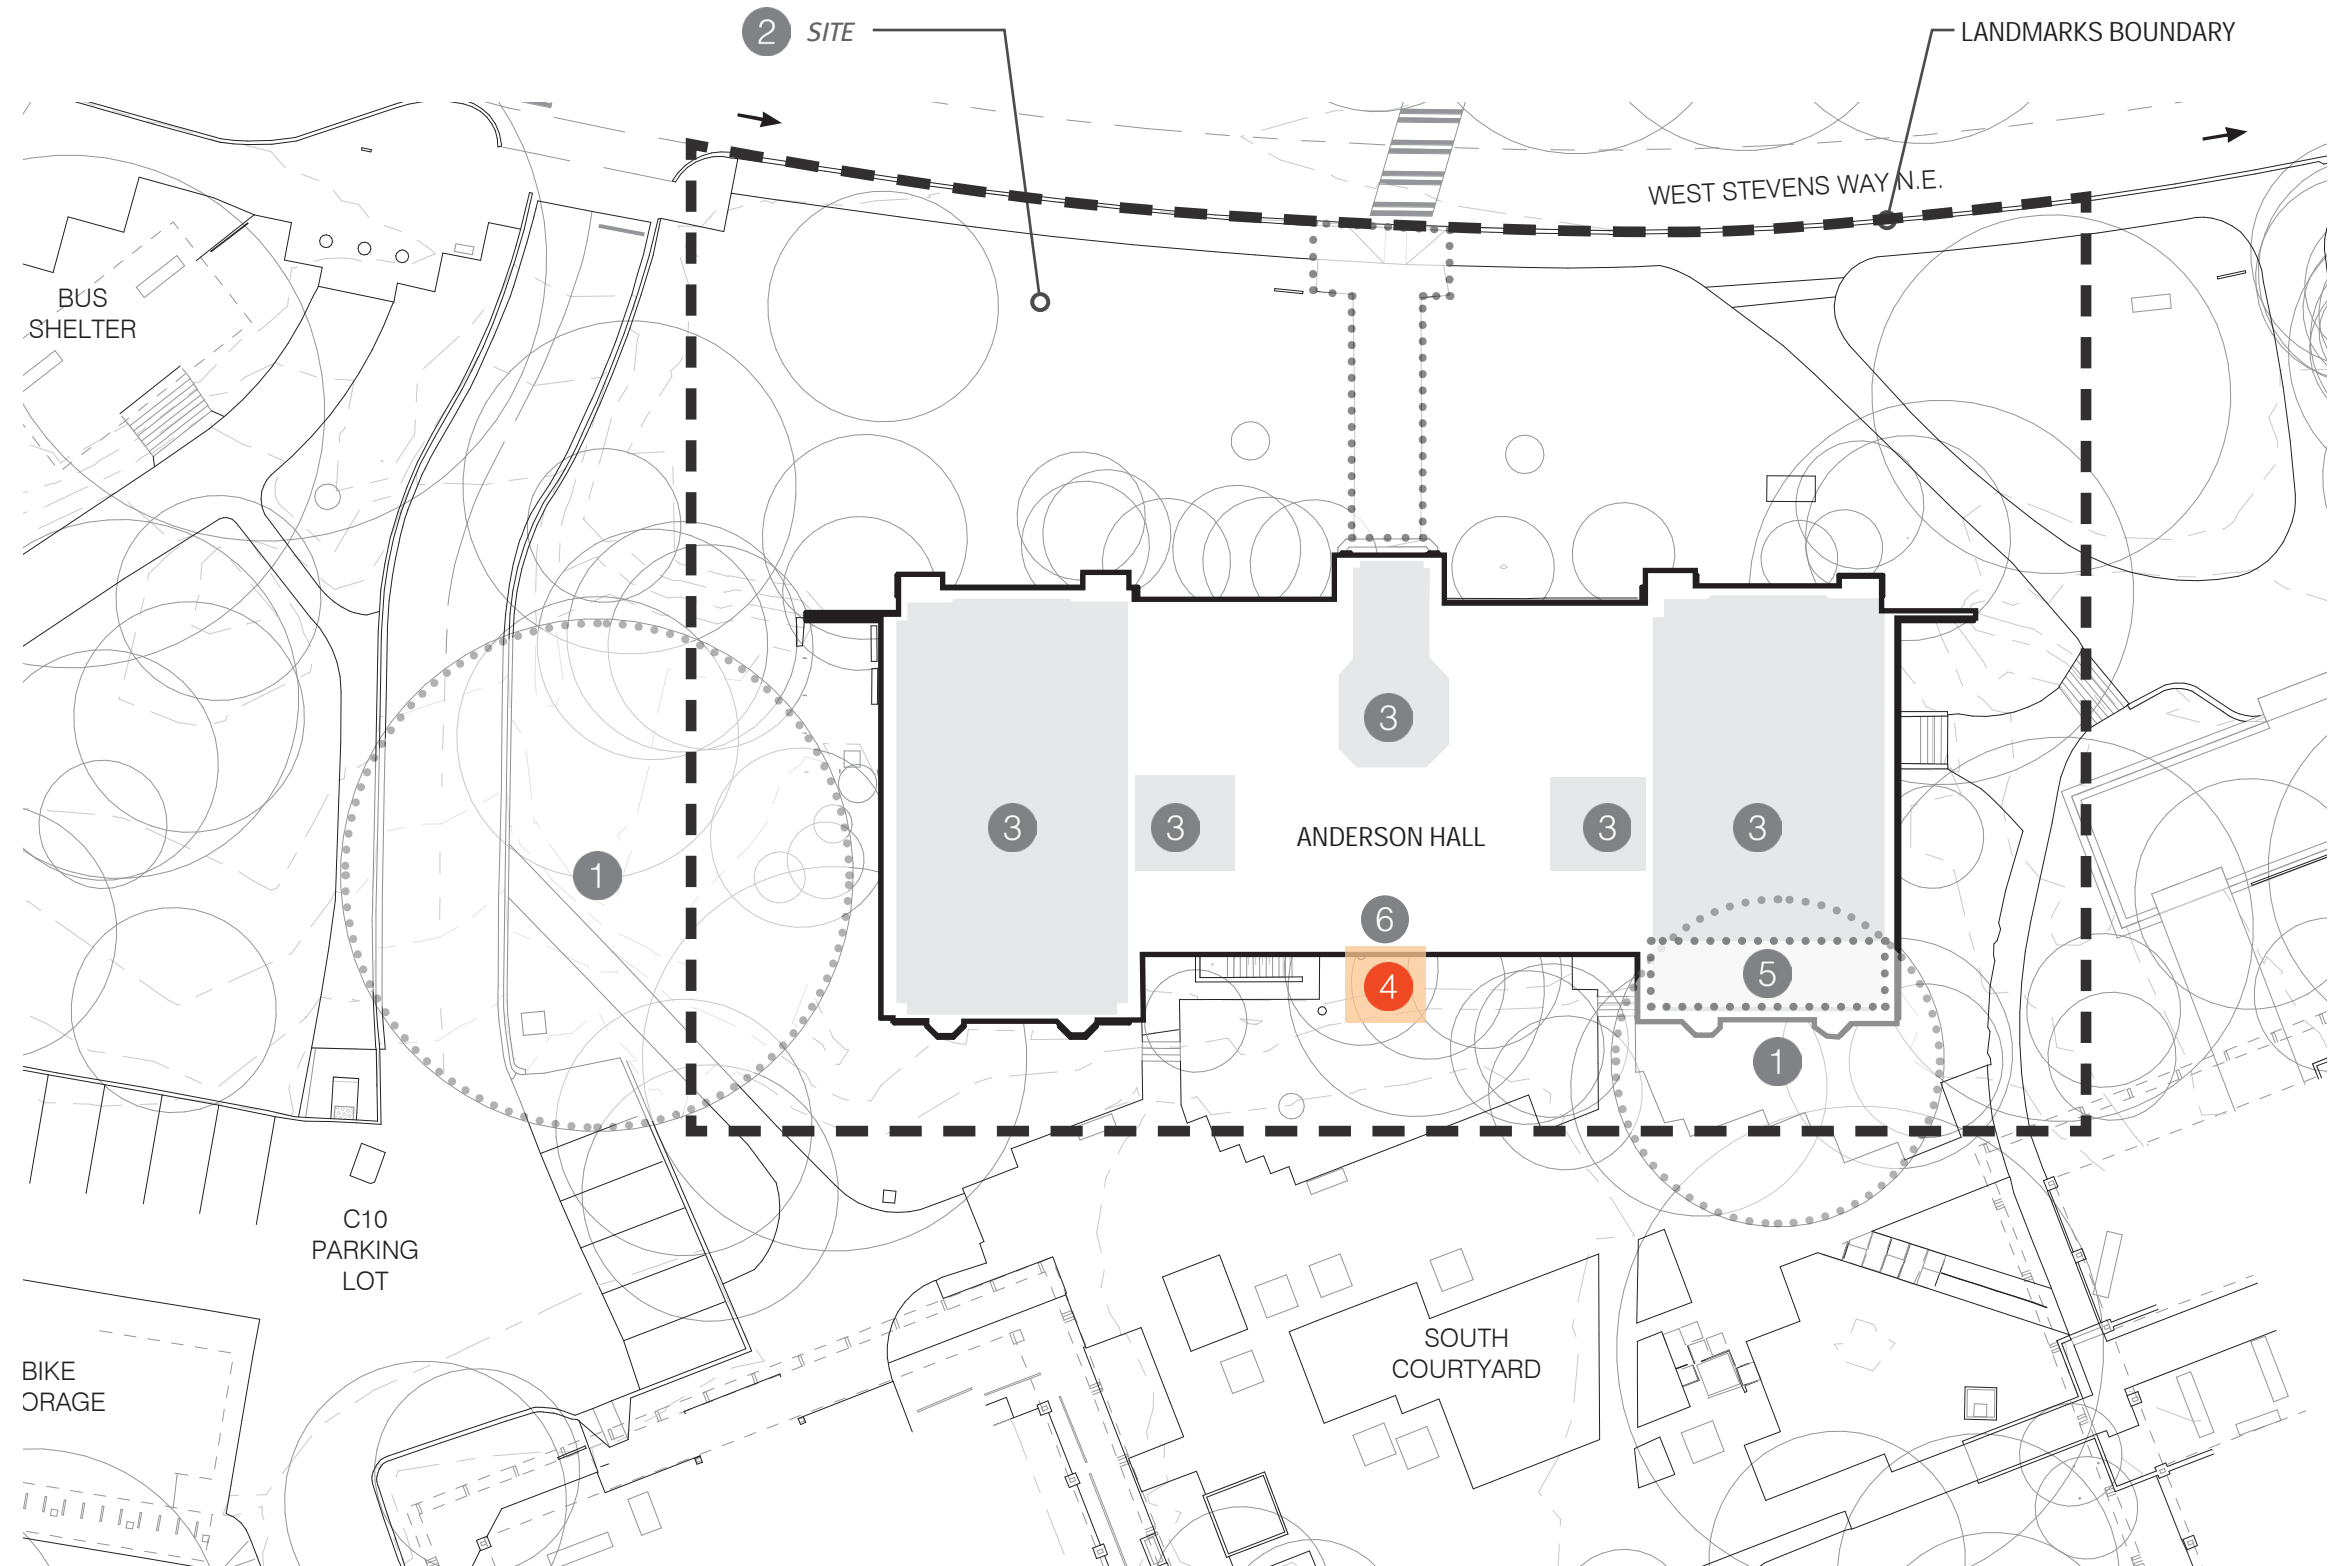 2 SITE
LANDMARKS BOUNDARY
WEST STEVENS WAY N.E.
BUS
SHELTER
3
3
3
3
3
ANDERSON HALL
1
6
4
5
1
C10
PARKING
LOT
SOUTH
COURTYARD
BIKE
ORAGE